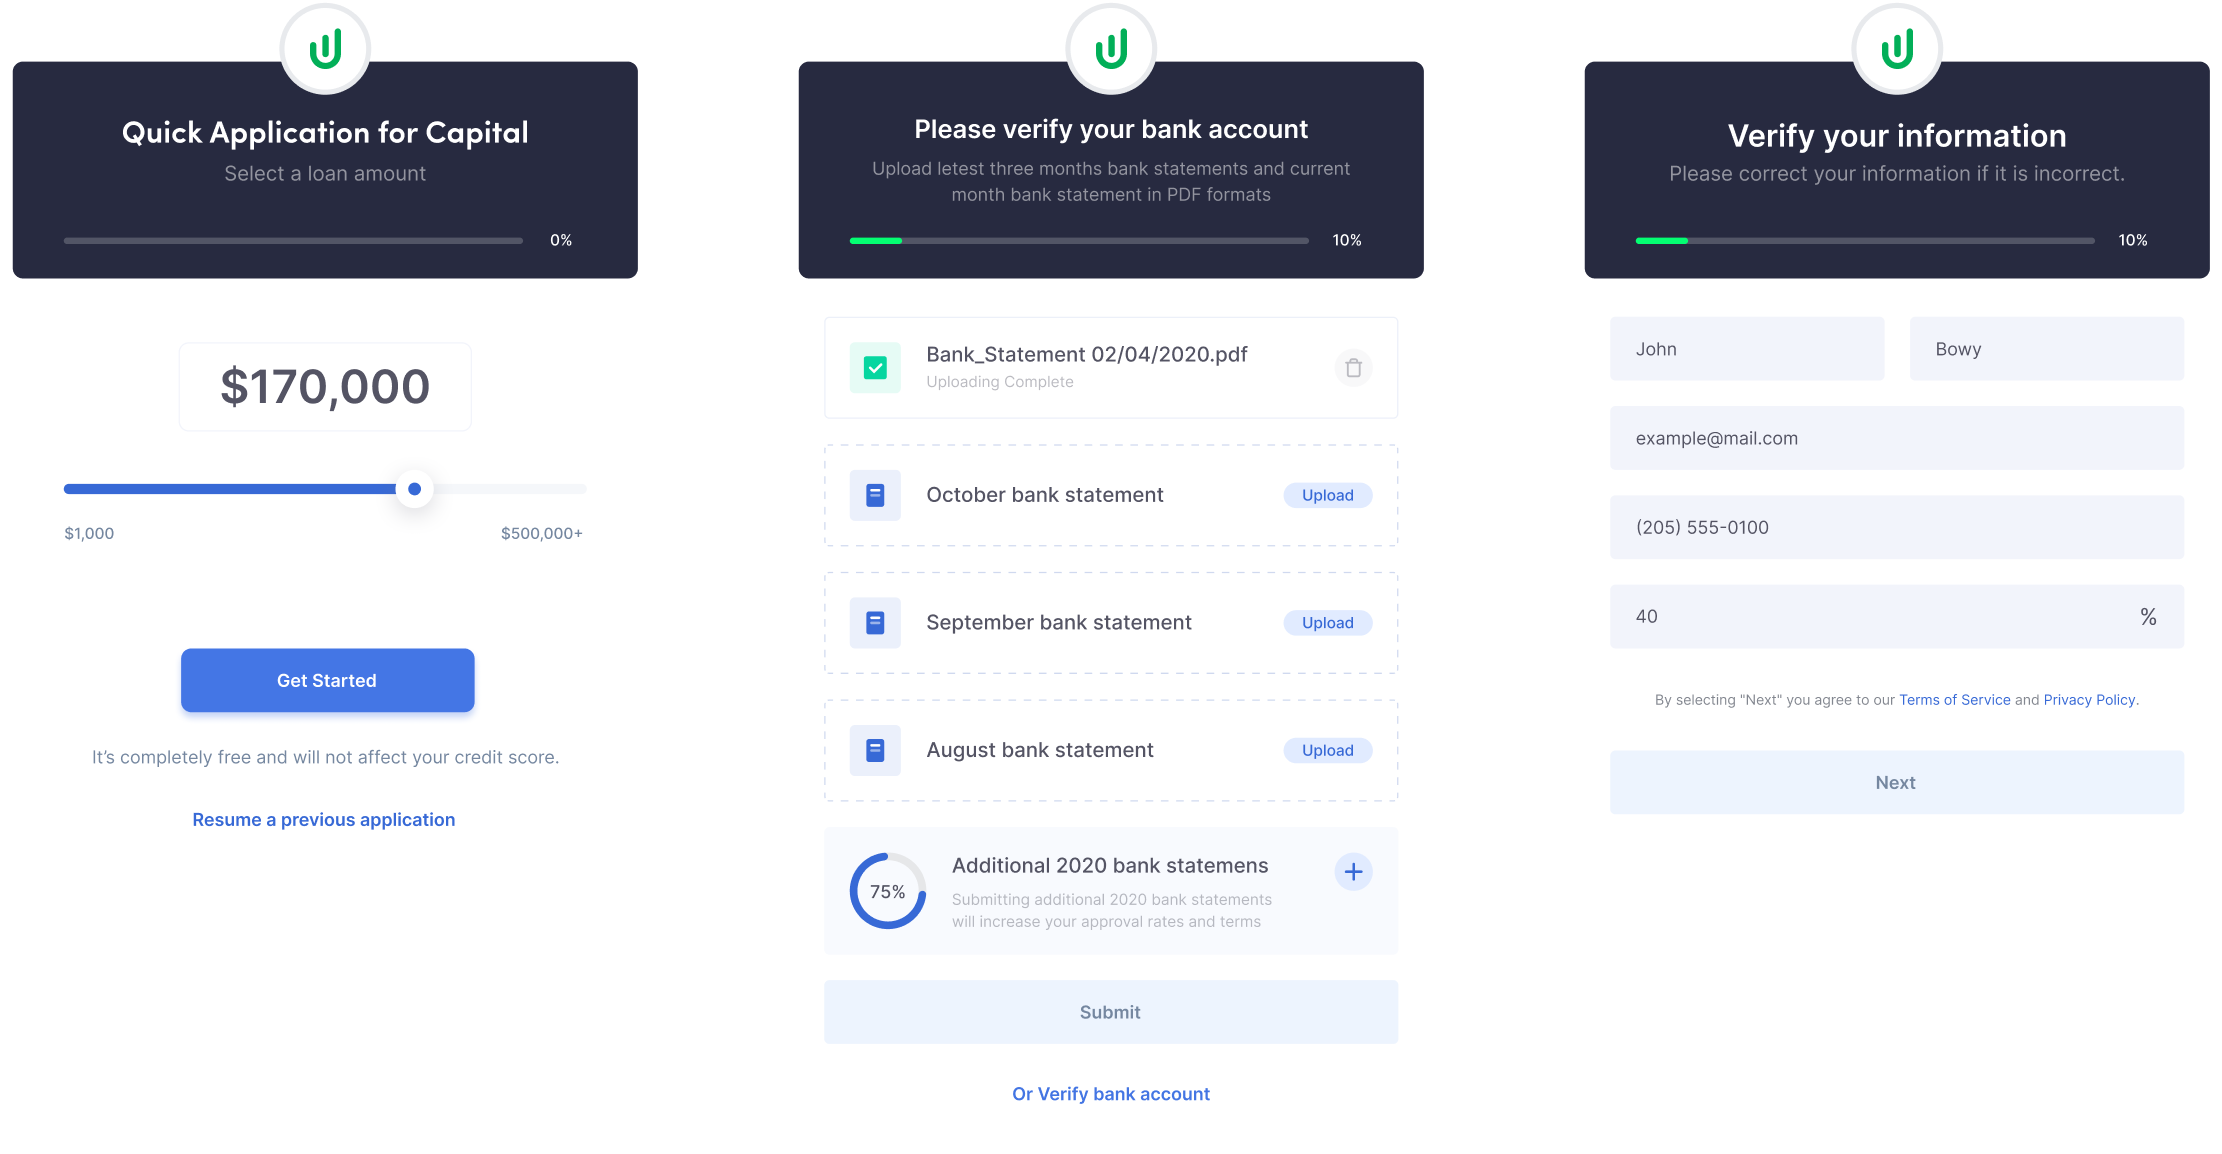 Quick Application for Capital
Select a loan amount
0%
$170,000
$1,000
$500,000+
Get Started
It’s completely free and will not affect your credit score.
Resume a previous application
Please verify your bank account
Upload letest three months bank statements and current
month bank statement in PDF formats
10%
Bank_Statement 02/04/2020.pdf
Uploading Complete
October bank statement
Upload
September bank statement
Upload
August bank statement
Upload
75%
Additional 2020 bank statemens
Submitting additional 2020 bank statements
will increase your approval rates and terms
Submit
Or Verify bank account
Verify your information
Please correct your information if it is incorrect.
10%
John
Bowy
example@mail.com
(205) 555-0100
40
%
By selecting "Next" you agree to our Terms of Service and Privacy Policy.
Next